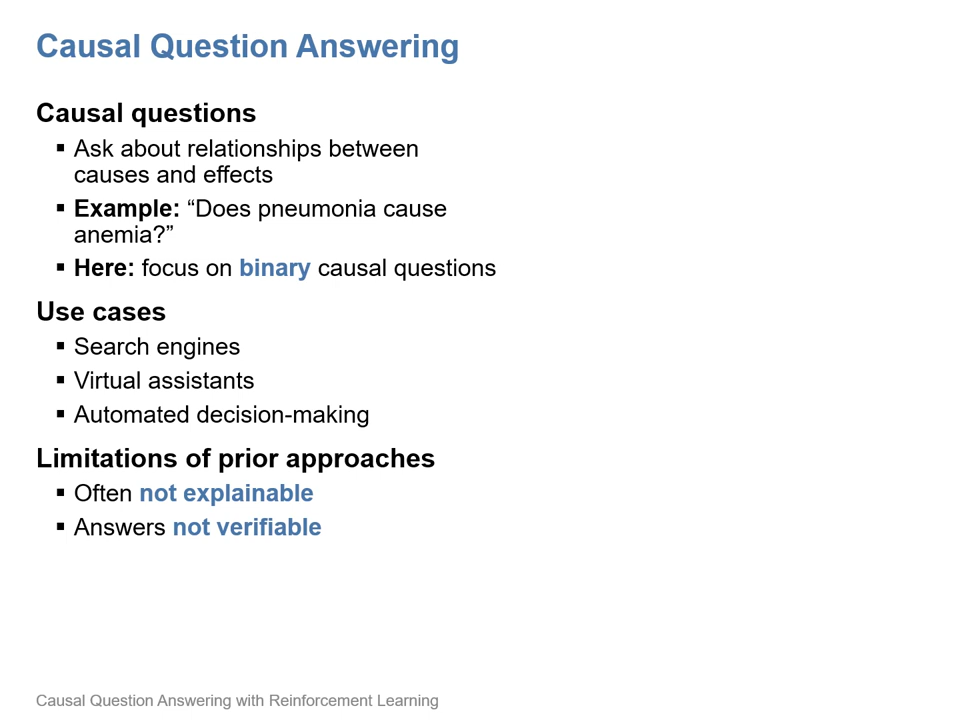 Causal Question Answering
Causal questions
▪ Ask about relationships between
causes and effects
▪ Example: “Does pneumonia cause
anemia?”
▪ Here: focus on binary causal questions
Use cases
▪ Search engines
▪ Virtual assistants
▪ Automated decision-making
Limitations of prior approaches
▪ Often not explainable
▪ Answers not verifiable
Causal Question Answering with Reinforcement Learning